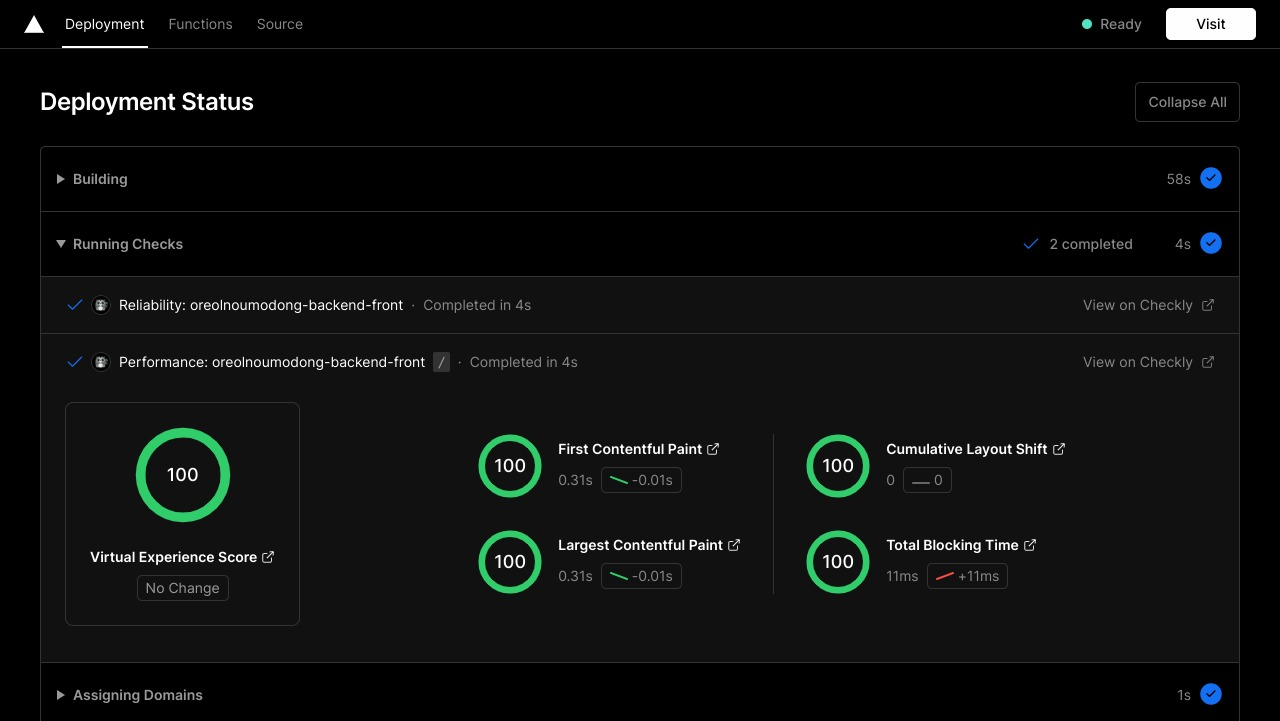 Deployment Functions Source Ready Visit
Deployment Status Collapse All
Building 58s
Running Checks 2 completed 4s
Reliability: oreolnoumodong-backend-front · Completed in 4s View on Checkly
Performance: oreolnoumodong-backend-front / · Completed in 4s View on Checkly
100
Virtual Experience Score
No Change
100 First Contentful Paint
0.31s -0.01s
100 Largest Contentful Paint
0.31s -0.01s
100 Cumulative Layout Shift
0 0
100 Total Blocking Time
11ms +11ms
Assigning Domains 1s